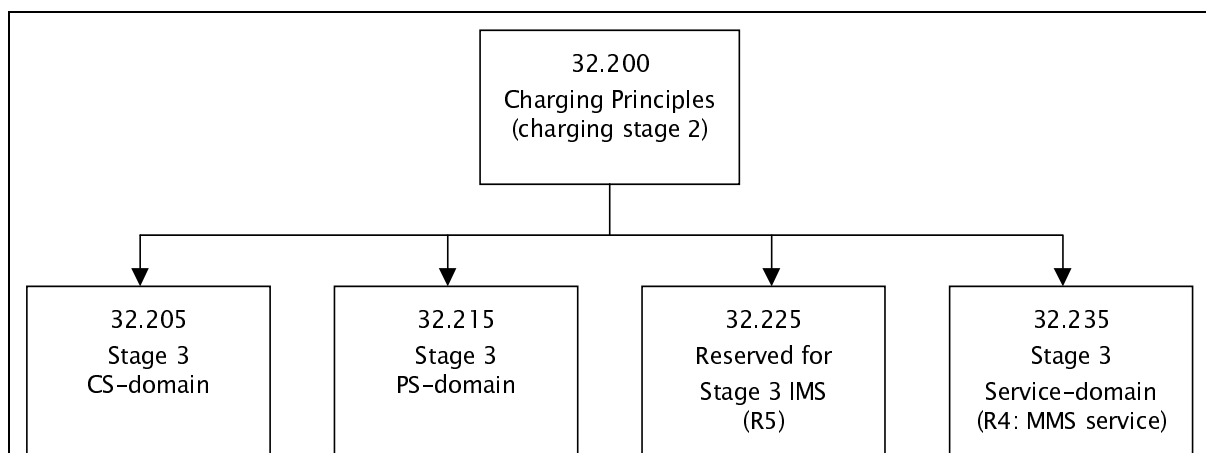 32.200
Charging Principles
(charging stage 2)
32.205
Stage 3
CS-domain
32.215
Stage 3
PS-domain
32.225
Reserved for
Stage 3 IMS
(R5)
32.235
Stage 3
Service-domain
(R4: MMS service)